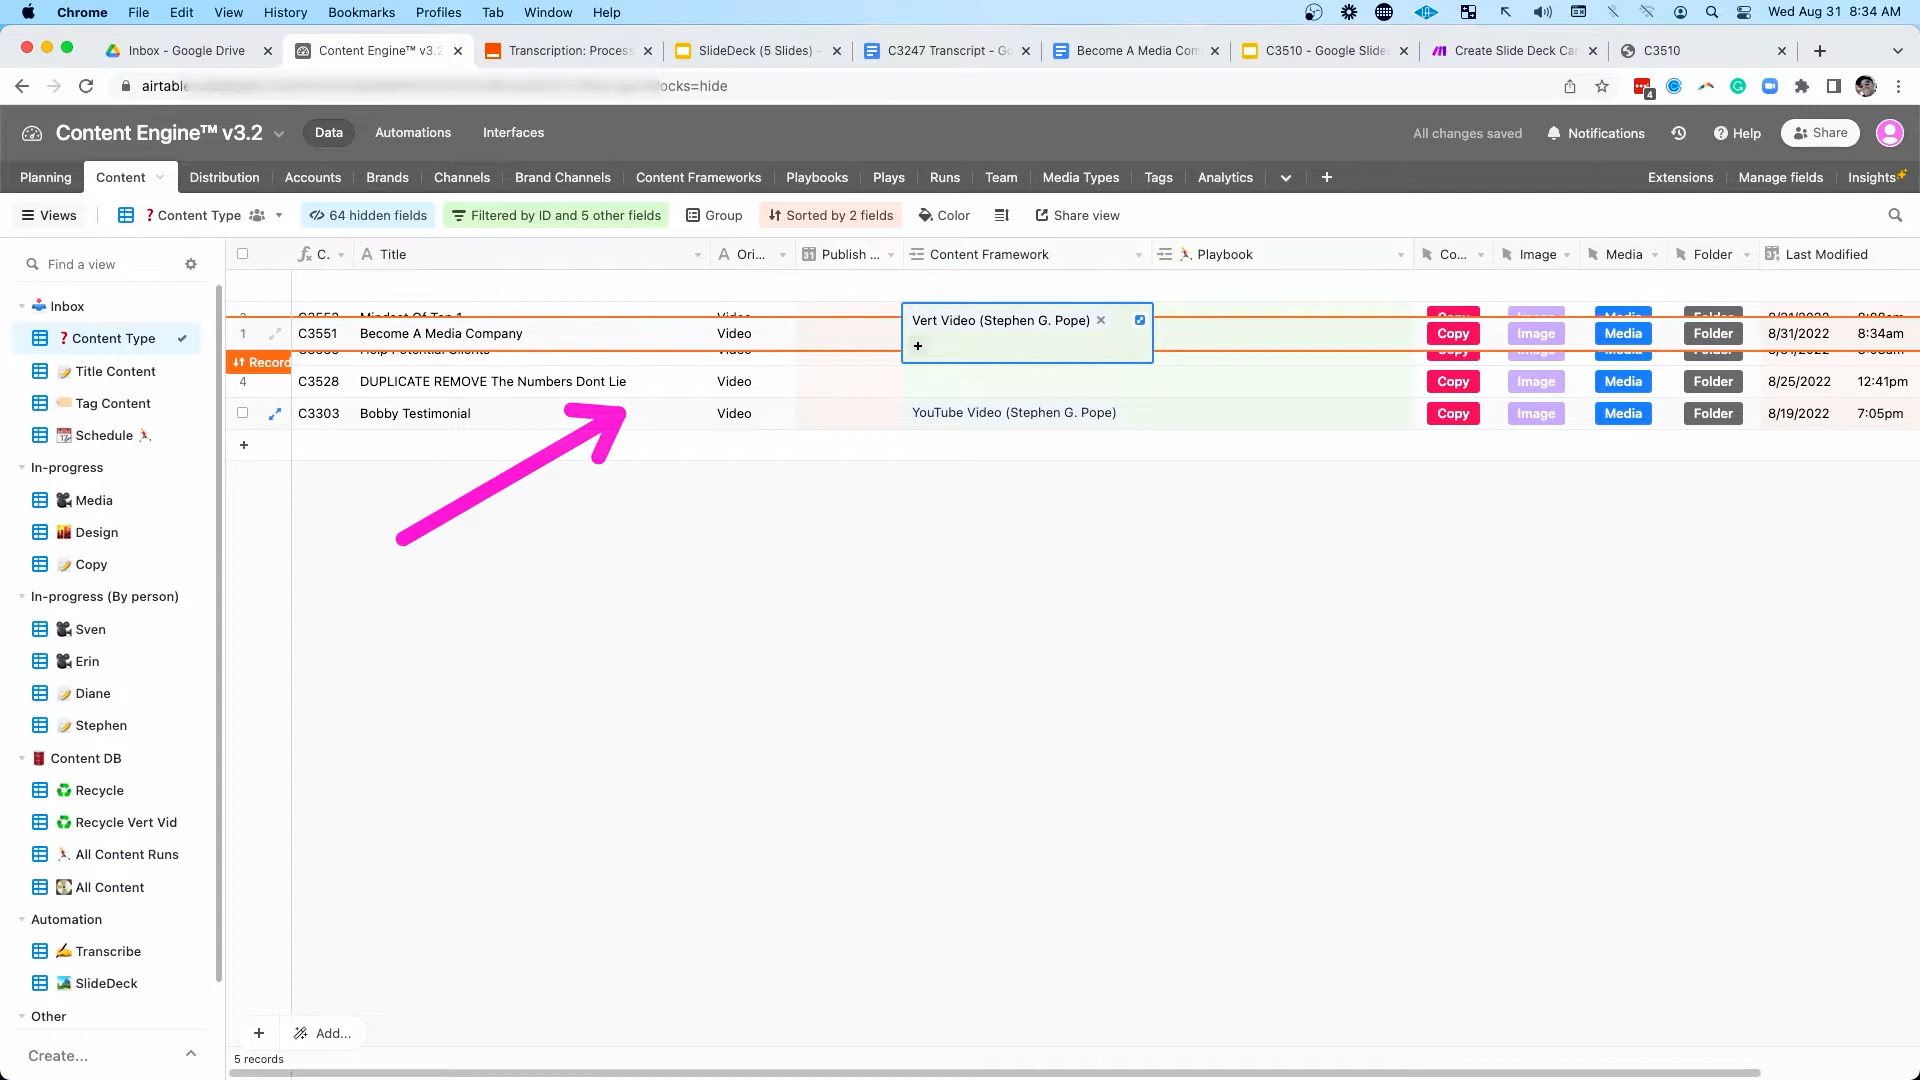 Chrome File Edit View History Bookmarks Profiles Tab Window Help Wed Aug 31 8:34 AM
Inbox - Google Drive Content Engine™ v3.2 Transcription: Process SlideDeck (5 Slides) - C3247 Transcript - Go Become A Media Com C3510 - Google Slides Create Slide Deck Car C3510
airtable ocks=hide 4
Content Engine™ v3.2 Data Automations Interfaces All changes saved Notifications Help Share
Planning Content Distribution Accounts Brands Channels Brand Channels Content Frameworks Playbooks Plays Runs Team Media Types Tags Analytics + Extensions Manage fields Insights
Views ❓ Content Type 64 hidden fields Filtered by ID and 5 other fields Group Sorted by 2 fields Color Share view
Find a view
C... Title Ori... Publish ... Content Framework Playbook Co... Image Media Folder Last Modified
Inbox
❓ Content Type
Title Content
Tag Content
Schedule
In-progress
Media
Design
Copy
In-progress (By person)
Sven
Erin
Diane
Stephen
Content DB
Recycle
Recycle Vert Vid
All Content Runs
All Content
Automation
Transcribe
SlideDeck
Other
Create...
Vert Video (Stephen G. Pope)
+
1 C3551 Become A Media Company Video Copy Image Media Folder 8/31/2022 8:34am
Record
4 C3528 DUPLICATE REMOVE The Numbers Dont Lie Video Copy Image Media Folder 8/25/2022 12:41pm
C3303 Bobby Testimonial Video YouTube Video (Stephen G. Pope) Copy Image Media Folder 8/19/2022 7:05pm
+
+ Add...
5 records